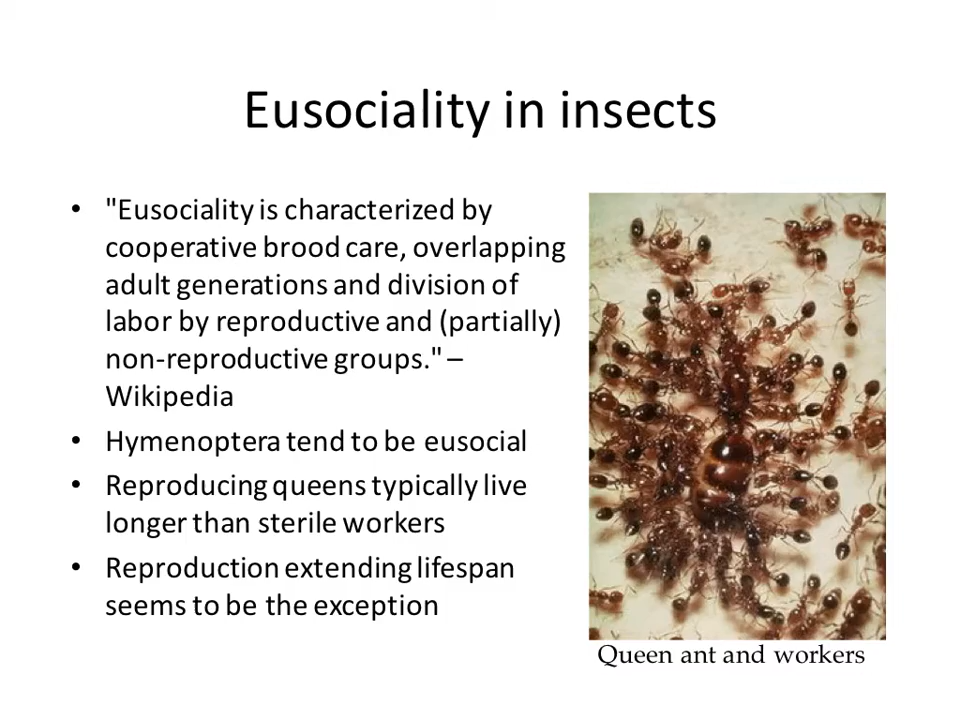 Eusociality in insects
• "Eusociality is characterized by
cooperative brood care, overlapping
adult generations and division of
labor by reproductive and (partially)
non-reproductive groups." –
Wikipedia
• Hymenoptera tend to be eusocial
• Reproducing queens typically live
longer than sterile workers
• Reproduction extending lifespan
seems to be the exception
Queen ant and workers